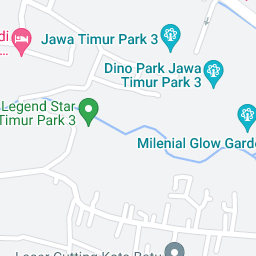 di
...
Jawa Timur Park 3
Dino Park Jawa
Timur Park 3
Legend Star
Timur Park 3
Milenial Glow Garde
Laser Cutting Kota Batu